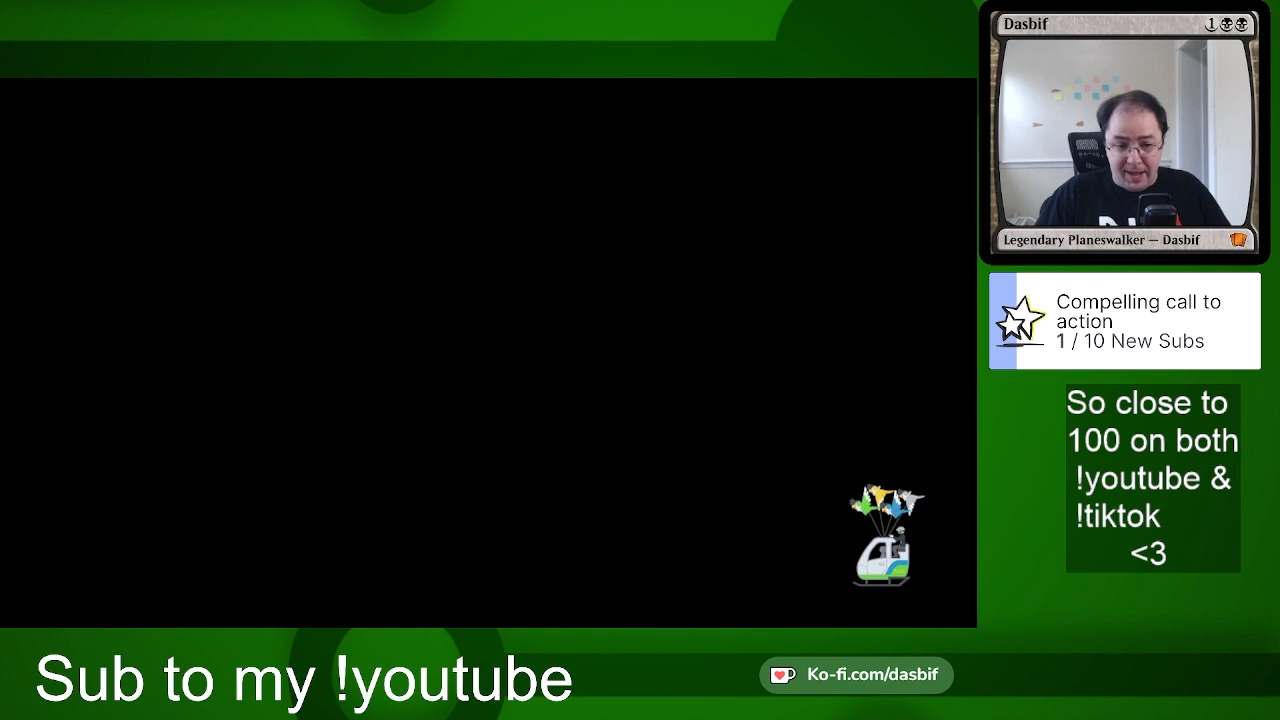 Dasbif
1
Legendary Planeswalker — Dasbif
Compelling call to
action
1 / 10 New Subs
So close to
100 on both
!youtube &
!tiktok
<3
Sub to my !youtube
Ko-fi.com/dasbif